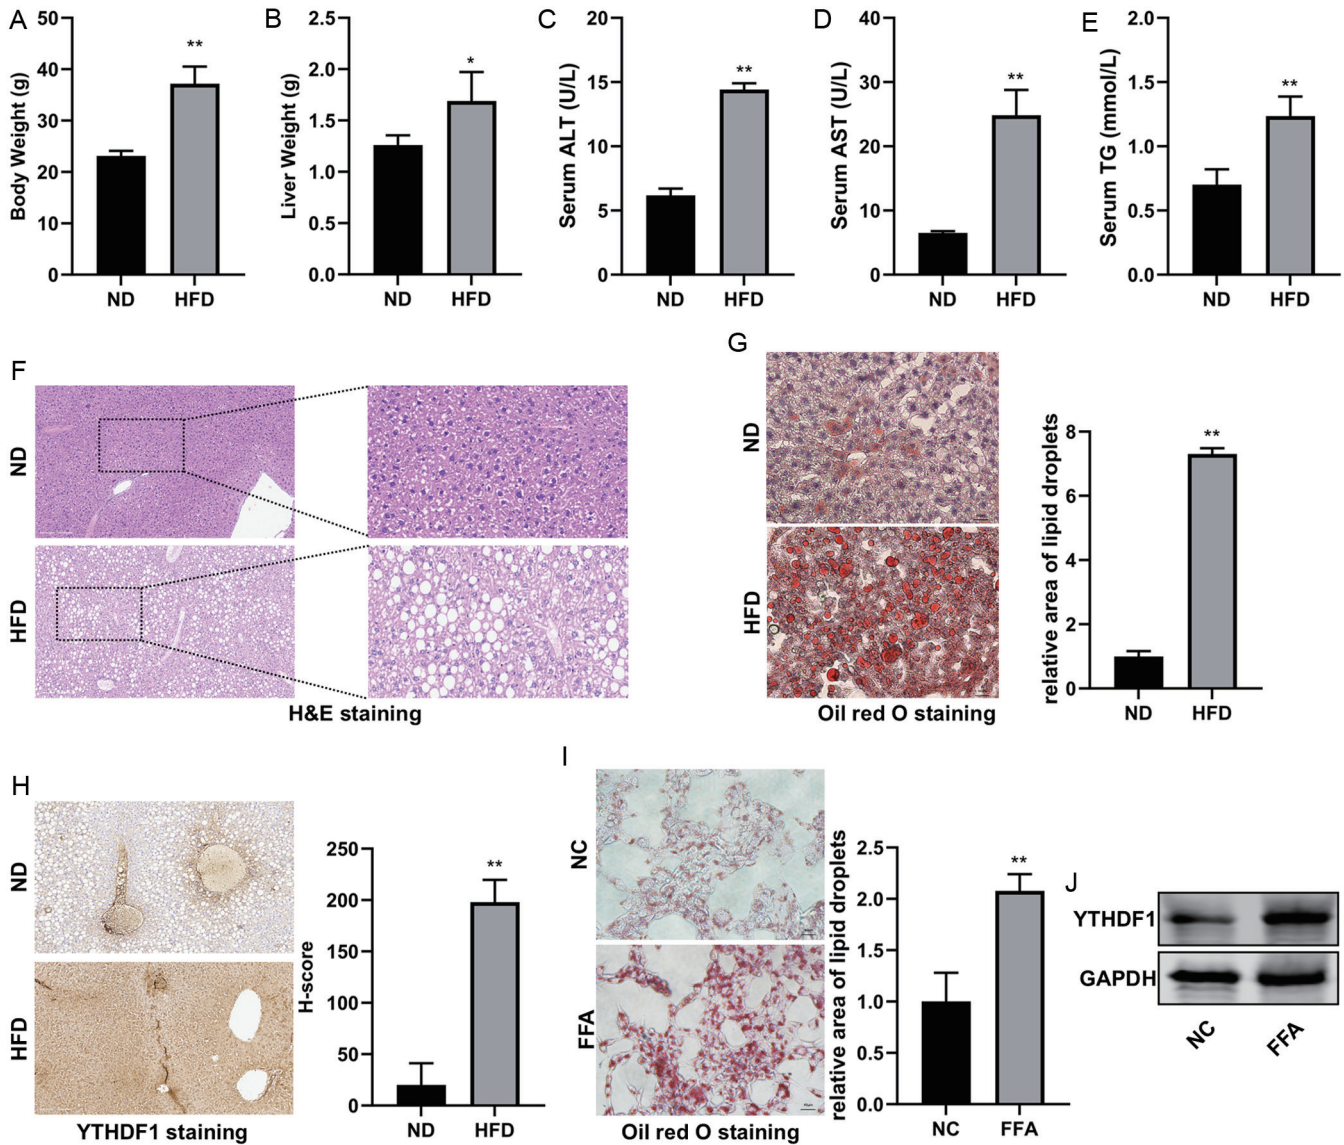 A
Body Weight (g)
50
40
30
20
10
0
**
ND
HFD
B
Liver Weight (g)
2.5
2.0
1.5
1.0
0.5
0.0
*
ND
HFD
C
Serum ALT (U/L)
20
15
10
5
0
**
ND
HFD
D
Serum AST (U/L)
40
30
20
10
0
**
ND
HFD
E
Serum TG (mmol/L)
2.0
1.5
1.0
0.5
0.0
**
ND
HFD
F
ND
HFD
H&E staining
G
ND
HFD
Oil red O staining
relative area of lipid droplets
8
6
4
2
0
**
ND
HFD
H
ND
HFD
YTHDF1 staining
H-score
250
200
150
100
50
0
**
ND
HFD
I
NC
FFA
Oil red O staining
relative area of lipid droplets
2.5
2.0
1.5
1.0
0.5
0.0
**
NC
FFA
J
YTHDF1
GAPDH
NC
FFA